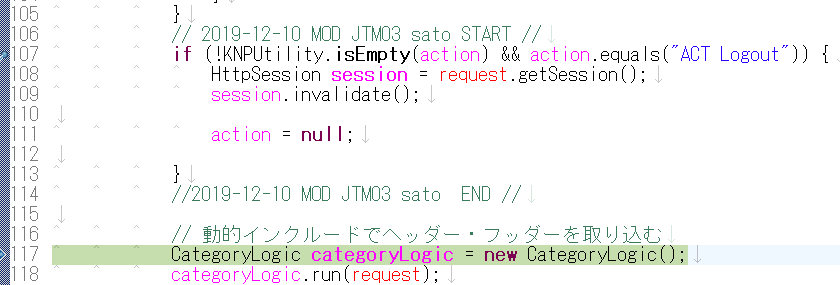 105 }
106 // 2019-12-10 MOD JTM03 sato START //↓
107 if (!KNPUtility.isEmpty(action) && action.equals("ACT Logout")) {
108 HttpSession session = request.getSession();↓
109 session.invalidate();↓
110 ↓
111 action = null;↓
112 ↓
113 }
114 //2019-12-10 MOD JTM03 sato  END //↓
115 ↓
116 // 動的インクルードでヘッダー・フッダーを取り込む↓
117 CategoryLogic categoryLogic = new CategoryLogic();↓
118 categoryLogic.run(request);↓